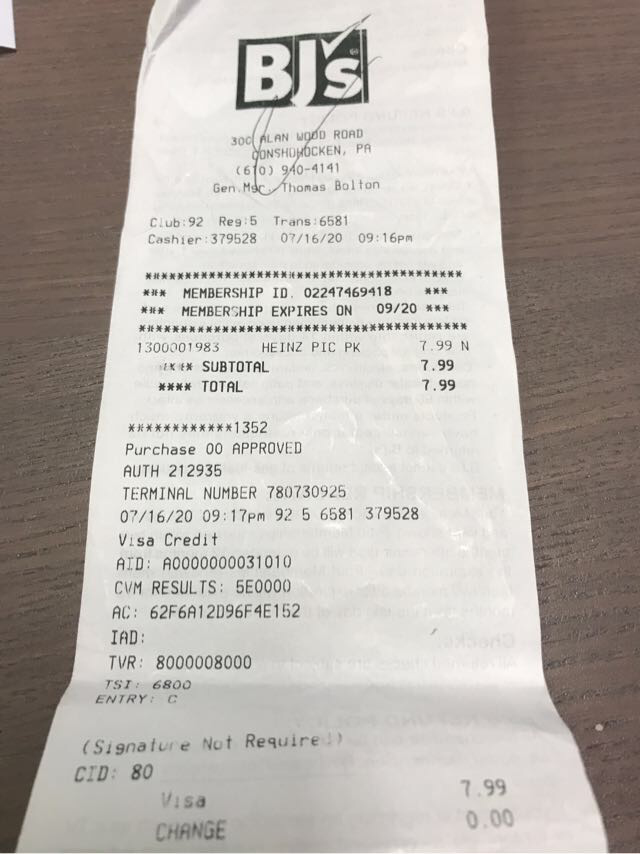 BJ's
300 ALAN WOOD ROAD
CONSHOHOCKEN, PA
(610) 940-4141
Gen.Mgr. Thomas Bolton
Club:92 Reg:5 Trans:6581
Cashier:379528 07/16/20 09:16pm
******************************************
*** MEMBERSHIP ID. 02247469418 ***
*** MEMBERSHIP EXPIRES ON 09/20 ***
******************************************
1300001983 HEINZ PIC PK 7.99 N
**** SUBTOTAL 7.99
**** TOTAL 7.99
************1352
Purchase 00 APPROVED
AUTH 212935
TERMINAL NUMBER 780730925
07/16/20 09:17pm 92 5 6581 379528
Visa Credit
AID: A0000000031010
CVM RESULTS: 5E0000
AC: 62F6A12D96F4E152
IAD:
TVR: 8000008000
TSI: 6800
ENTRY: C
(Signature Not Required)
CID: 80
Visa 7.99
CHANGE 0.00